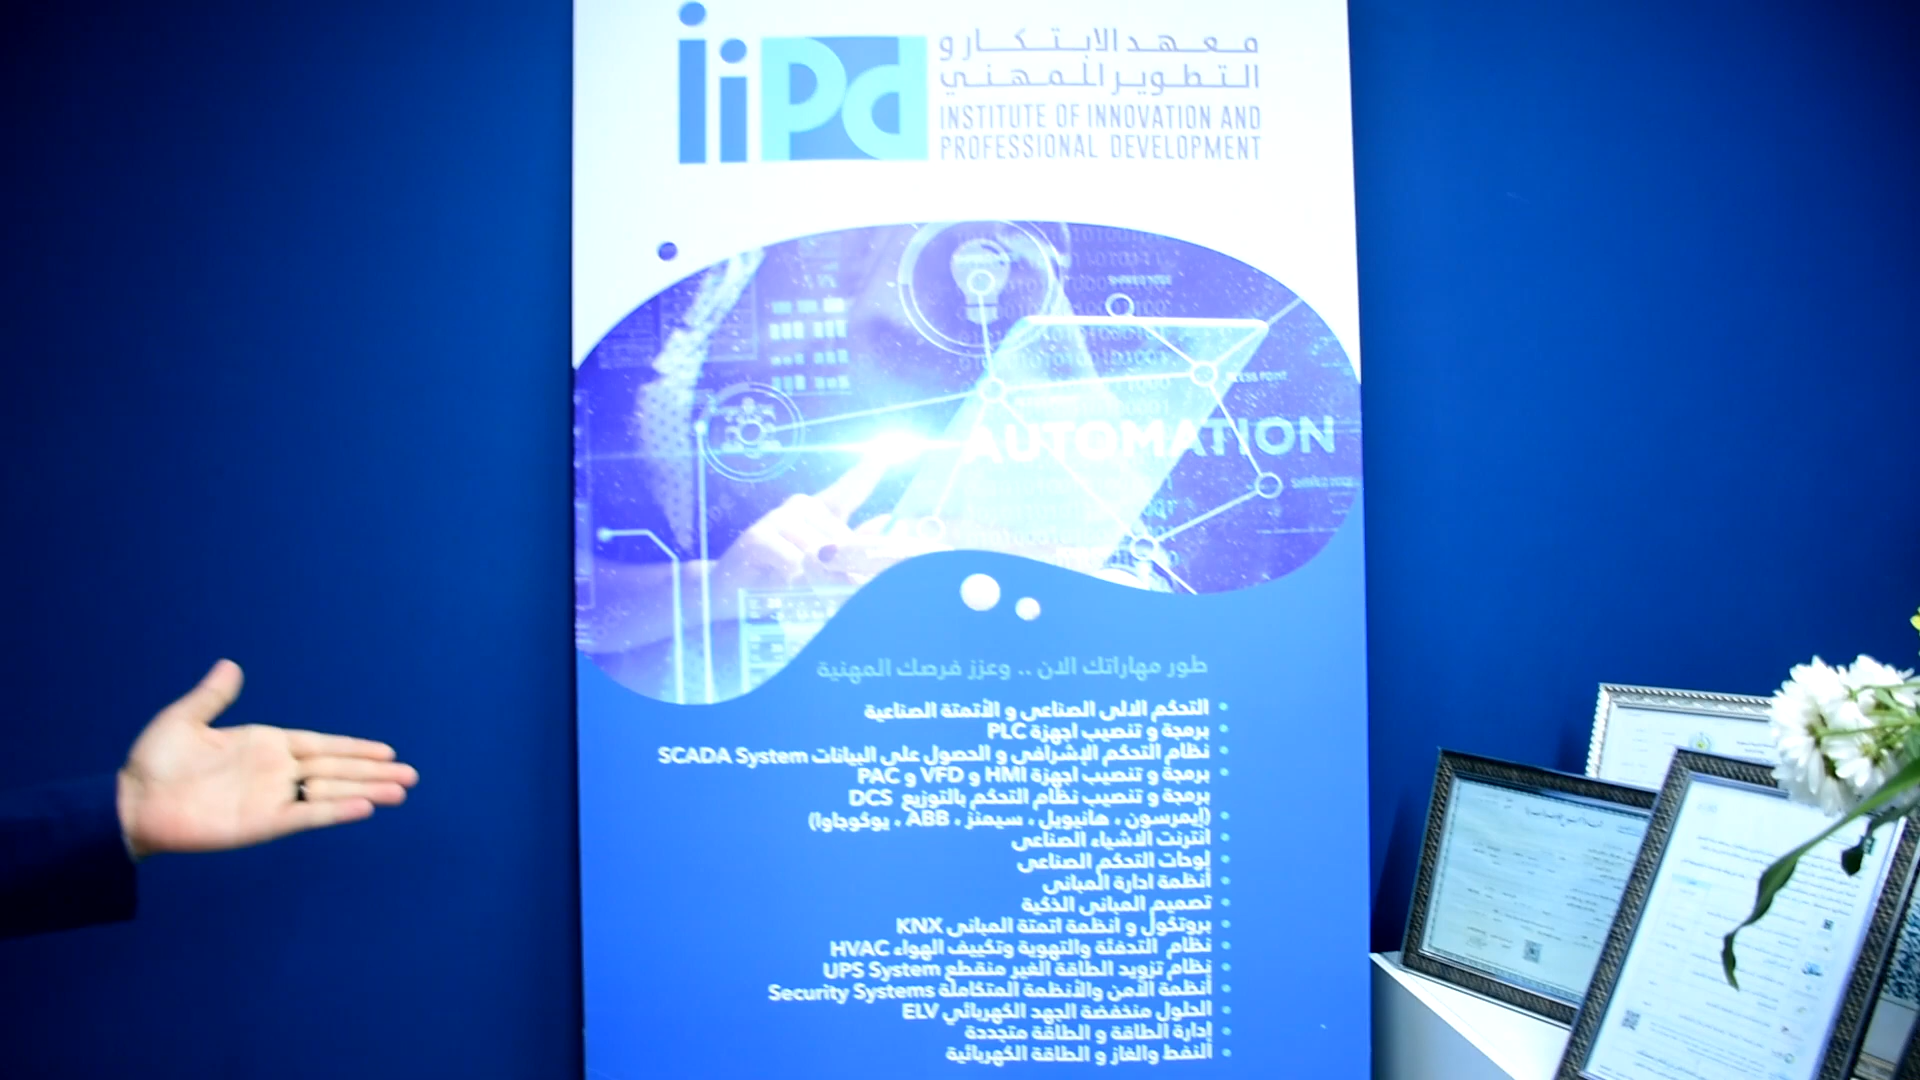 معهد الابتكار و
التطوير المهني
INSTITUTE OF INNOVATION AND
PROFESSIONAL DEVELOPMENT
iiPd
AUTOMATION
طور مهاراتك الان .. وعزز فرصك المهنية
التحكم الالى الصناعى و الأتمتة الصناعية
برمجة و تنصيب اجهزة PLC
نظام التحكم الإشرافى و الحصول على البيانات SCADA System
برمجة و تنصيب اجهزة HMI و VFD و PAC
برمجة و تنصيب نظام التحكم بالتوزيع DCS
(إيمرسون ، هانيويل ، سيمنز ، ABB ، يوكوجاوا)
انترنت الاشياء الصناعى
لوحات التحكم الصناعى
أنظمة ادارة المبانى
تصميم المبانى الذكية
بروتكول و انظمة اتمتة المبانى KNX
نظام التدفئة والتهوية وتكييف الهواء HVAC
نظام تزويد الطاقة الغير منقطع UPS System
أنظمة الأمن والأنظمة المتكاملة Security Systems
الحلول منخفضة الجهد الكهربائي ELV
إدارة الطاقة و الطاقة متجددة
النفط والغاز و الطاقة الكهربائية